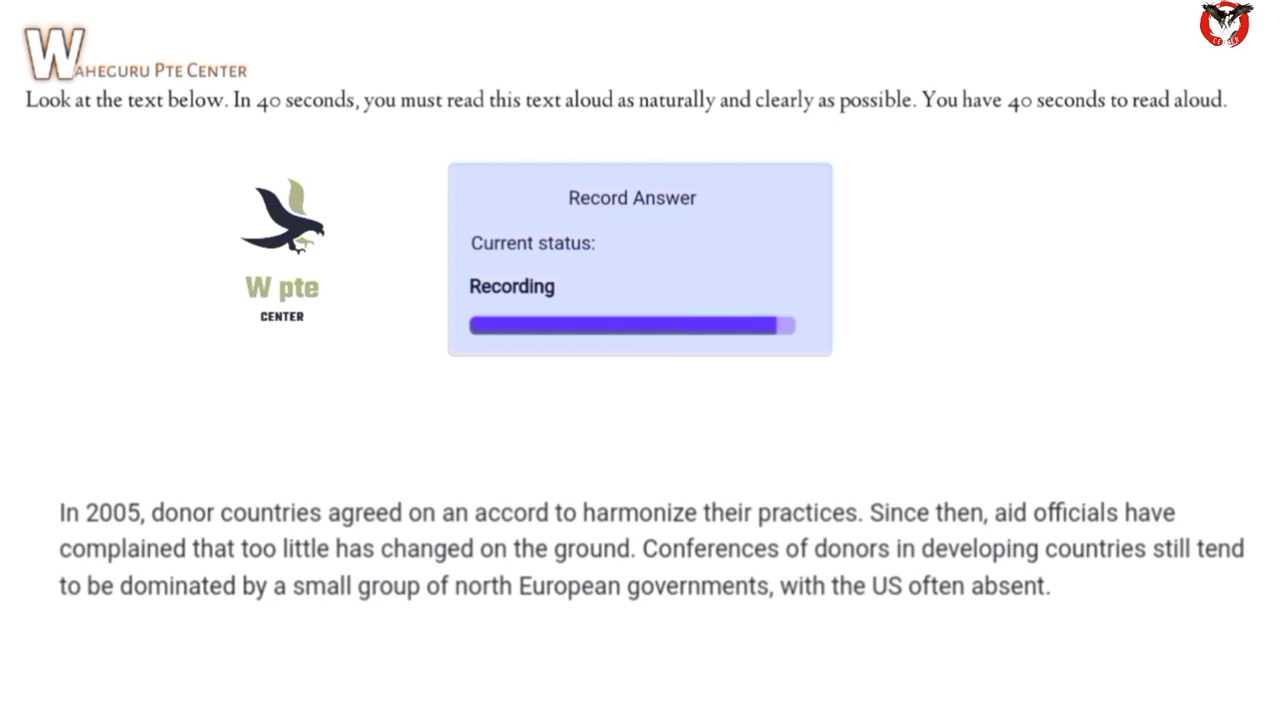 WAHEGURU PTE CENTER
Look at the text below. In 40 seconds, you must read this text aloud as naturally and clearly as possible. You have 40 seconds to read aloud.
Record Answer
Current status:
Recording
W pte
CENTER
In 2005, donor countries agreed on an accord to harmonize their practices. Since then, aid officials have
complained that too little has changed on the ground. Conferences of donors in developing countries still tend
to be dominated by a small group of north European governments, with the US often absent.